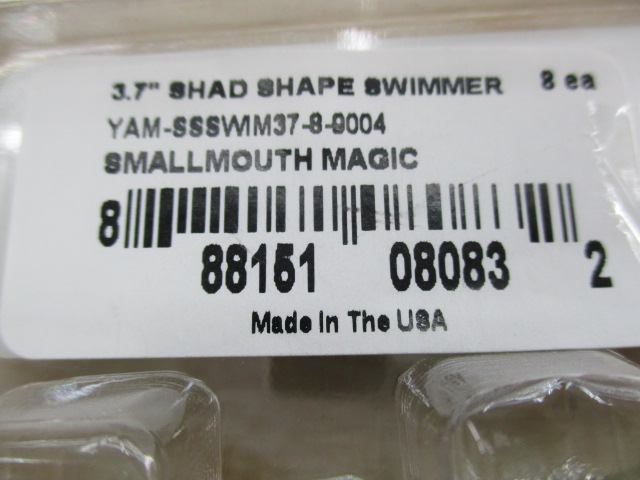 3.7" SHAD SHAPE SWIMMER 8 ea
YAM-SSSWIM37-8-9004
SMALLMOUTH MAGIC
8 88151 08083 2
Made In The USA